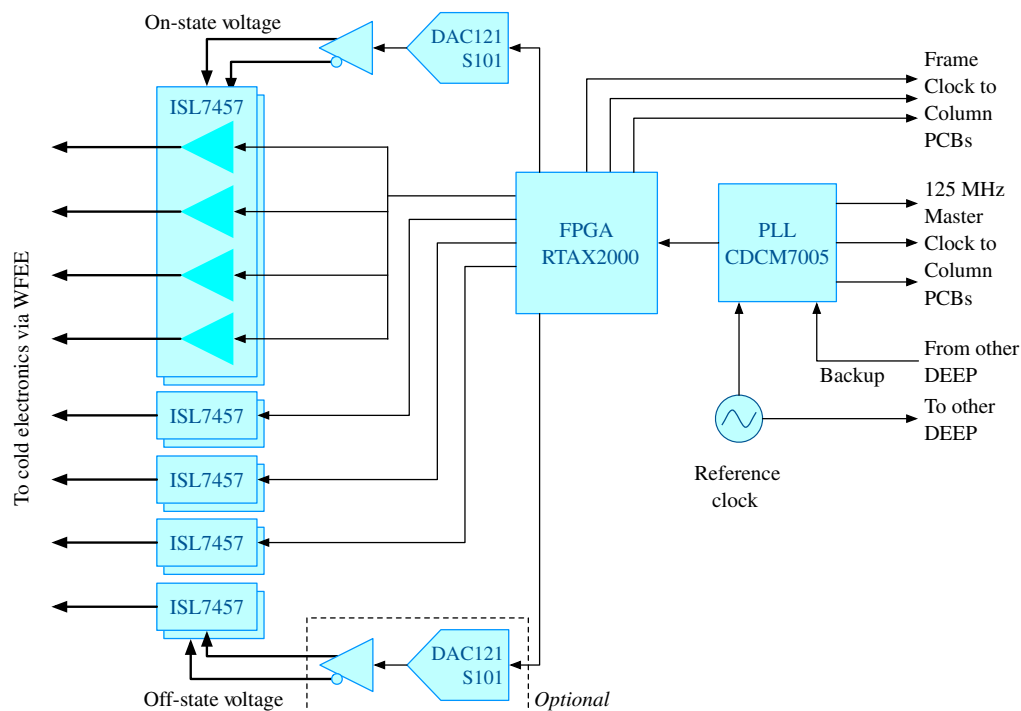 On-state voltage
DAC121
S101
ISL7457
Frame
Clock to
Column
PCBs
FPGA
RTAX2000
PLL
CDCM7005
125 MHz
Master
Clock to
Column
PCBs
From other
DEEP
Backup
To other
DEEP
Reference
clock
To cold electronics via WFEE
ISL7457
ISL7457
ISL7457
ISL7457
DAC121
S101
Off-state voltage
Optional